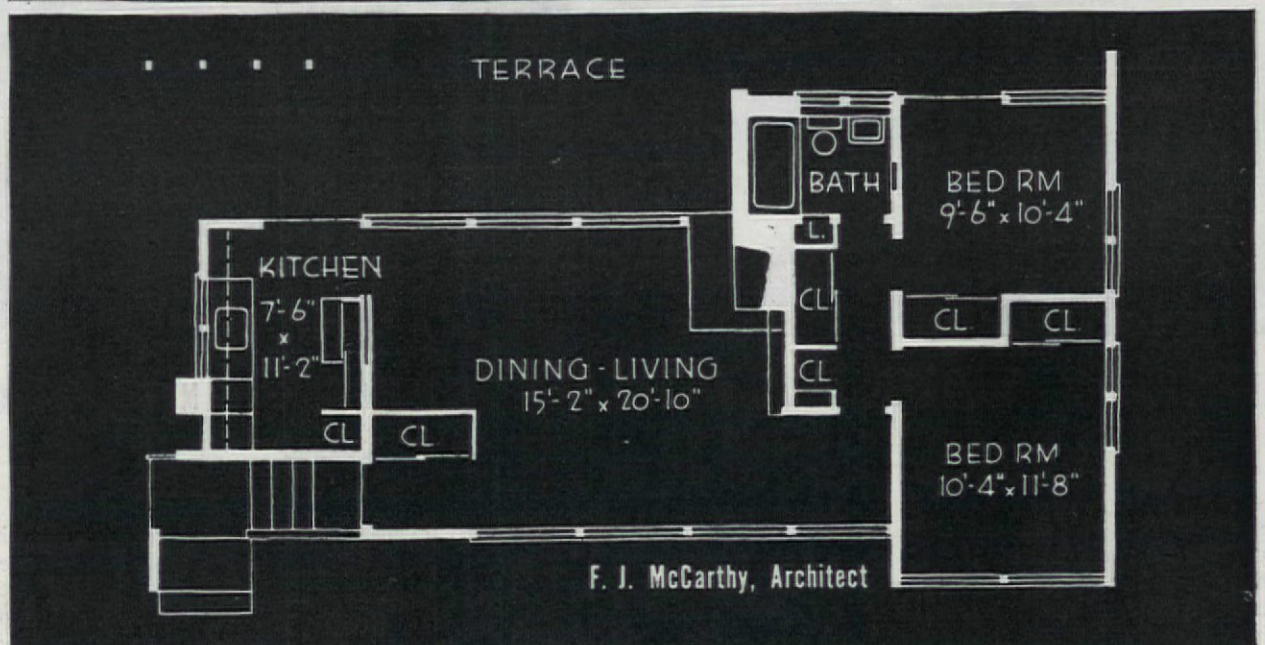 TERRACE
BATH
BED RM
9'-6" x 10'-4"
L.
KITCHEN
7'-6"
x
11'-2"
CL
CL.
CL.
DINING - LIVING
15'-2" x 20'-10"
CL
CL
CL
BED RM
10'-4" x 11'-8"
F. J. McCarthy, Architect